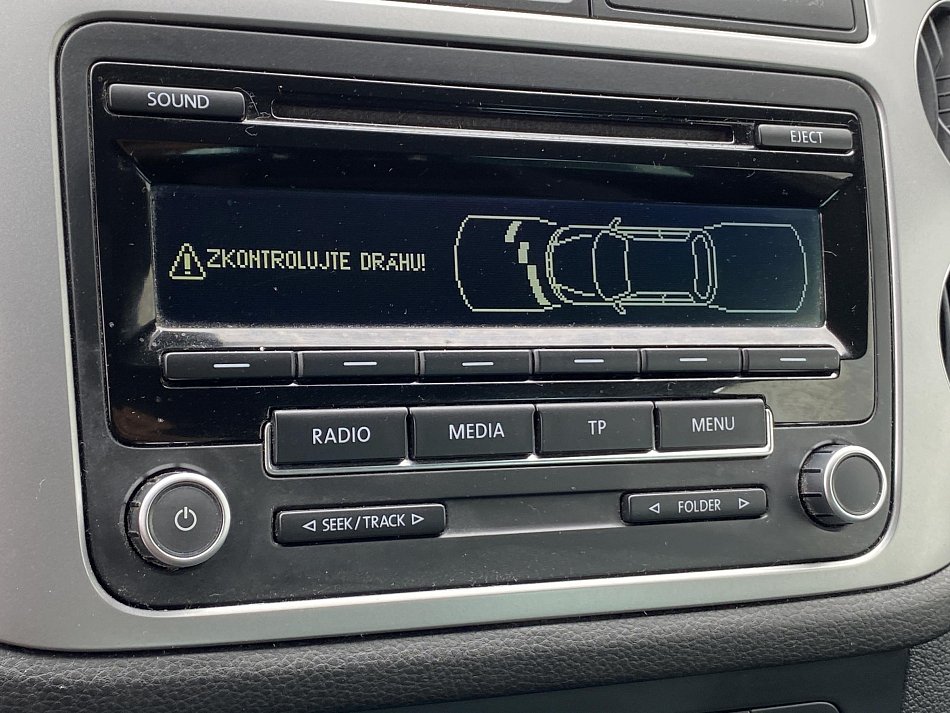 SOUND
EJECT
ZKONTROLUJTE DRÁHU!
RADIO
MEDIA
TP
MENU
SEEK/TRACK
FOLDER